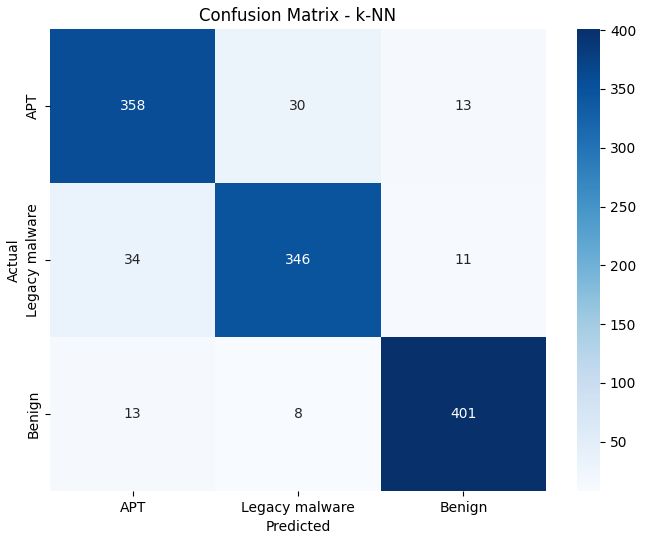 Confusion Matrix - k-NN
APT
358
30
13
Legacy malware
34
346
11
Benign
13
8
401
Actual
APT
Legacy malware
Benign
Predicted
400
350
300
250
200
150
100
50